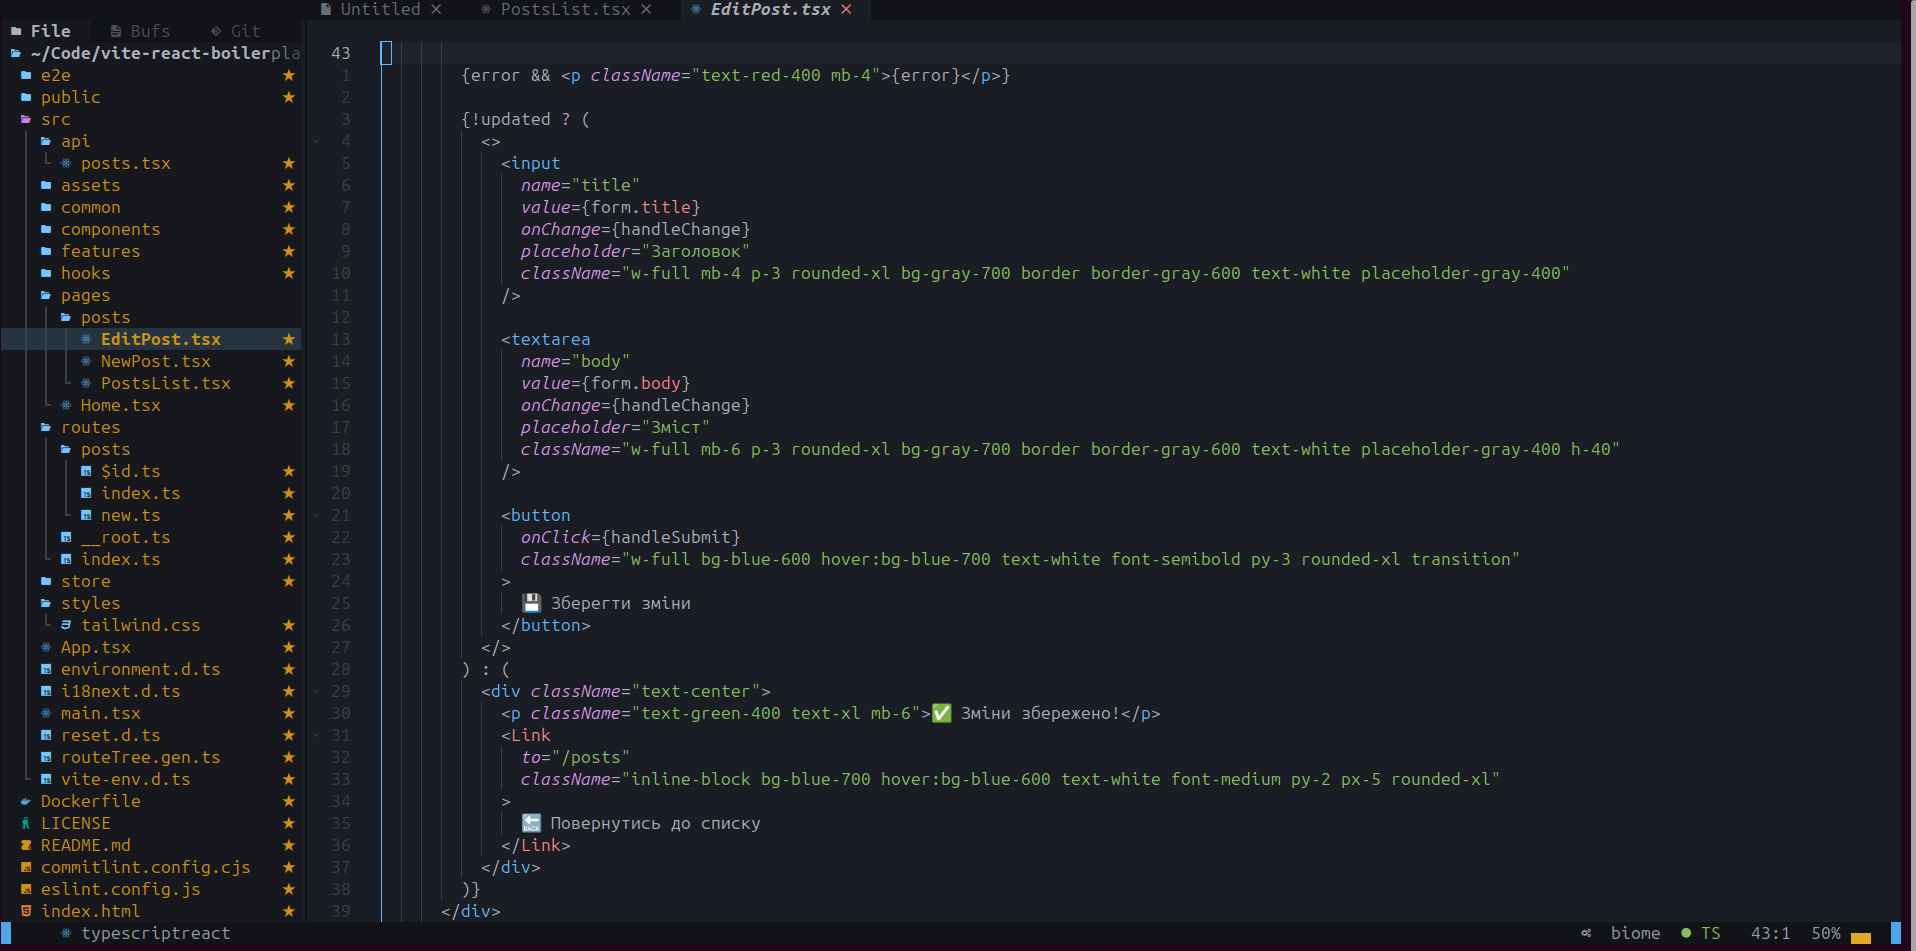 Untitled PostsList.tsx EditPost.tsx
File Bufs Git
~/Code/vite-react-boilerpla
e2e
public
src
api
posts.tsx
assets
common
components
features
hooks
pages
posts
EditPost.tsx
NewPost.tsx
PostsList.tsx
Home.tsx
routes
posts
$id.ts
index.ts
new.ts
__root.ts
index.ts
store
styles
tailwind.css
App.tsx
environment.d.ts
i18next.d.ts
main.tsx
reset.d.ts
routeTree.gen.ts
vite-env.d.ts
Dockerfile
LICENSE
README.md
commitlint.config.cjs
eslint.config.js
index.html
43
1 {error && <p className="text-red-400 mb-4">{error}</p>}
2
3 {!updated ? (
4 <>
5 <input
6 name="title"
7 value={form.title}
8 onChange={handleChange}
9 placeholder="Заголовок"
10 className="w-full mb-4 p-3 rounded-xl bg-gray-700 border border-gray-600 text-white placeholder-gray-400"
11 />
12
13 <textarea
14 name="body"
15 value={form.body}
16 onChange={handleChange}
17 placeholder="Зміст"
18 className="w-full mb-6 p-3 rounded-xl bg-gray-700 border border-gray-600 text-white placeholder-gray-400 h-40"
19 />
20
21 <button
22 onClick={handleSubmit}
23 className="w-full bg-blue-600 hover:bg-blue-700 text-white font-semibold py-3 rounded-xl transition"
24 >
25 💾 Зберегти зміни
26 </button>
27 </>
28 ) : (
29 <div className="text-center">
30 <p className="text-green-400 text-xl mb-6">✅ Зміни збережено!</p>
31 <Link
32 to="/posts"
33 className="inline-block bg-blue-700 hover:bg-blue-600 text-white font-medium py-2 px-5 rounded-xl"
34 >
35 🔙 Повернутись до списку
36 </Link>
37 </div>
38 )}
39 </div>
typescriptreact biome TS 43:1 50%